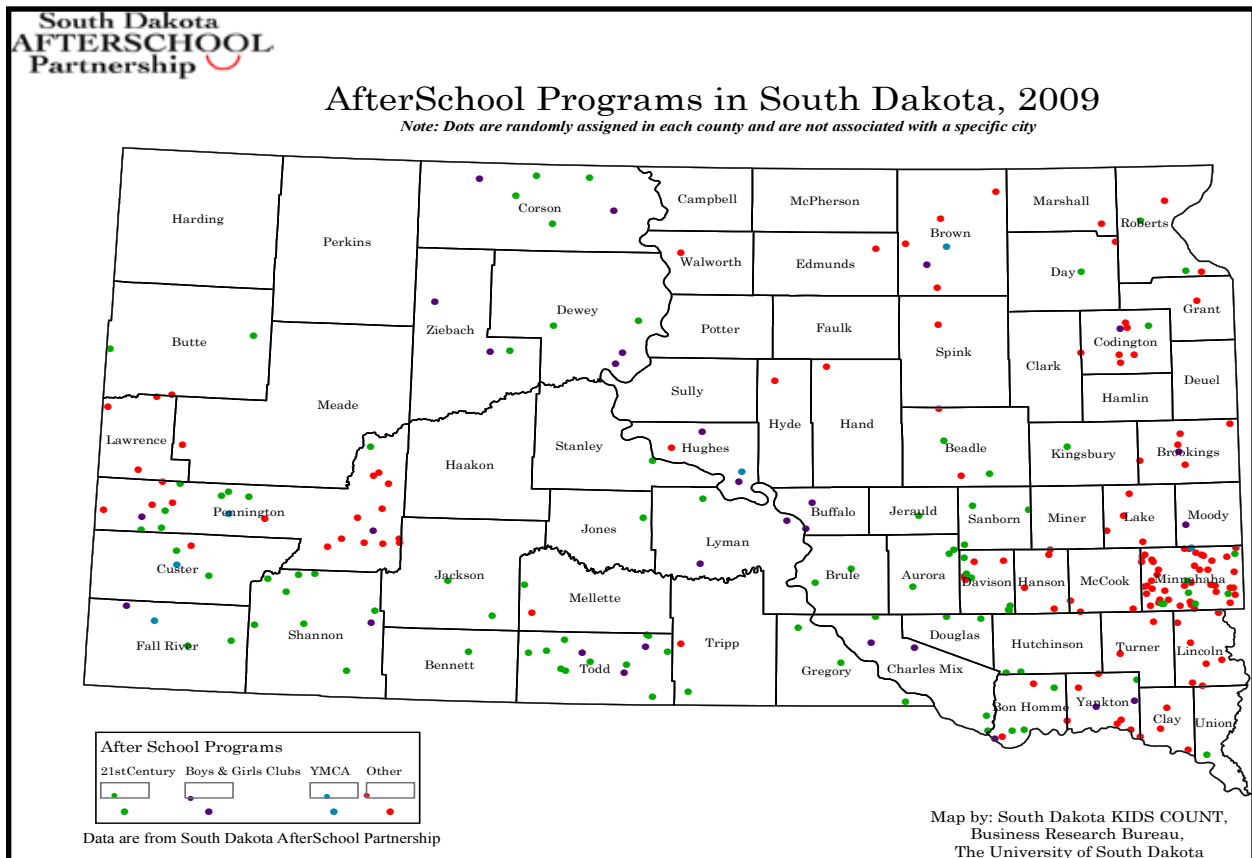 South Dakota
AFTERSCHOOL
Partnership
AfterSchool Programs in South Dakota, 2009
Note: Dots are randomly assigned in each county and are not associated with a specific city
Harding
Perkins
Corson
Campbell
McPherson
Brown
Marshall
Roberts
Walworth
Edmunds
Day
Butte
Ziebach
Dewey
Potter
Faulk
Spink
Clark
Codington
Grant
Deuel
Hamlin
Meade
Sully
Lawrence
Haakon
Stanley
Hughes
Hyde
Hand
Beadle
Kingsbury
Brookings
Pennington
Jones
Lyman
Buffalo
Jerauld
Sanborn
Miner
Lake
Moody
Custer
Jackson
Mellette
Brule
Aurora
Davison
Hanson
McCook
Minnehaha
Fall River
Shannon
Bennett
Todd
Tripp
Gregory
Charles Mix
Douglas
Hutchinson
Turner
Lincoln
Bon Homme
Yankton
Clay
Union
After School Programs
21stCentury Boys & Girls Clubs YMCA Other
Data are from South Dakota AfterSchool Partnership
Map by: South Dakota KIDS COUNT,
Business Research Bureau,
The University of South Dakota